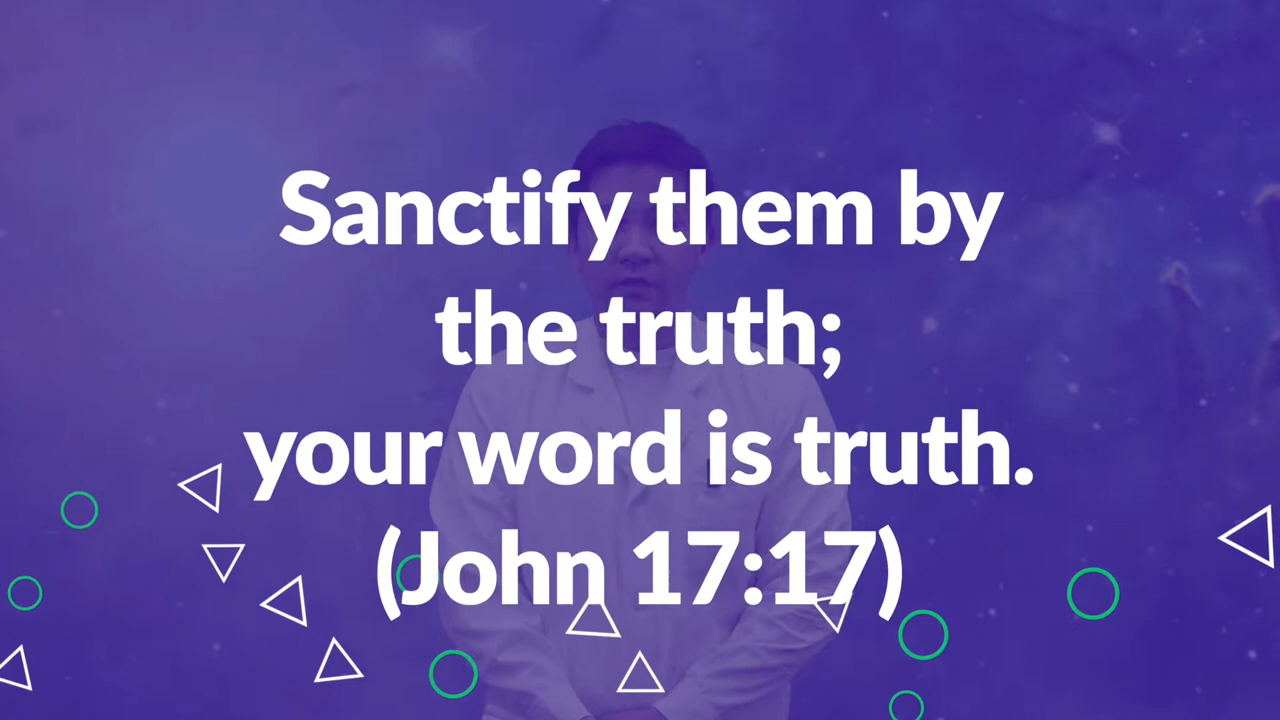 Sanctify them by
the truth;
your word is truth.
(John 17:17)